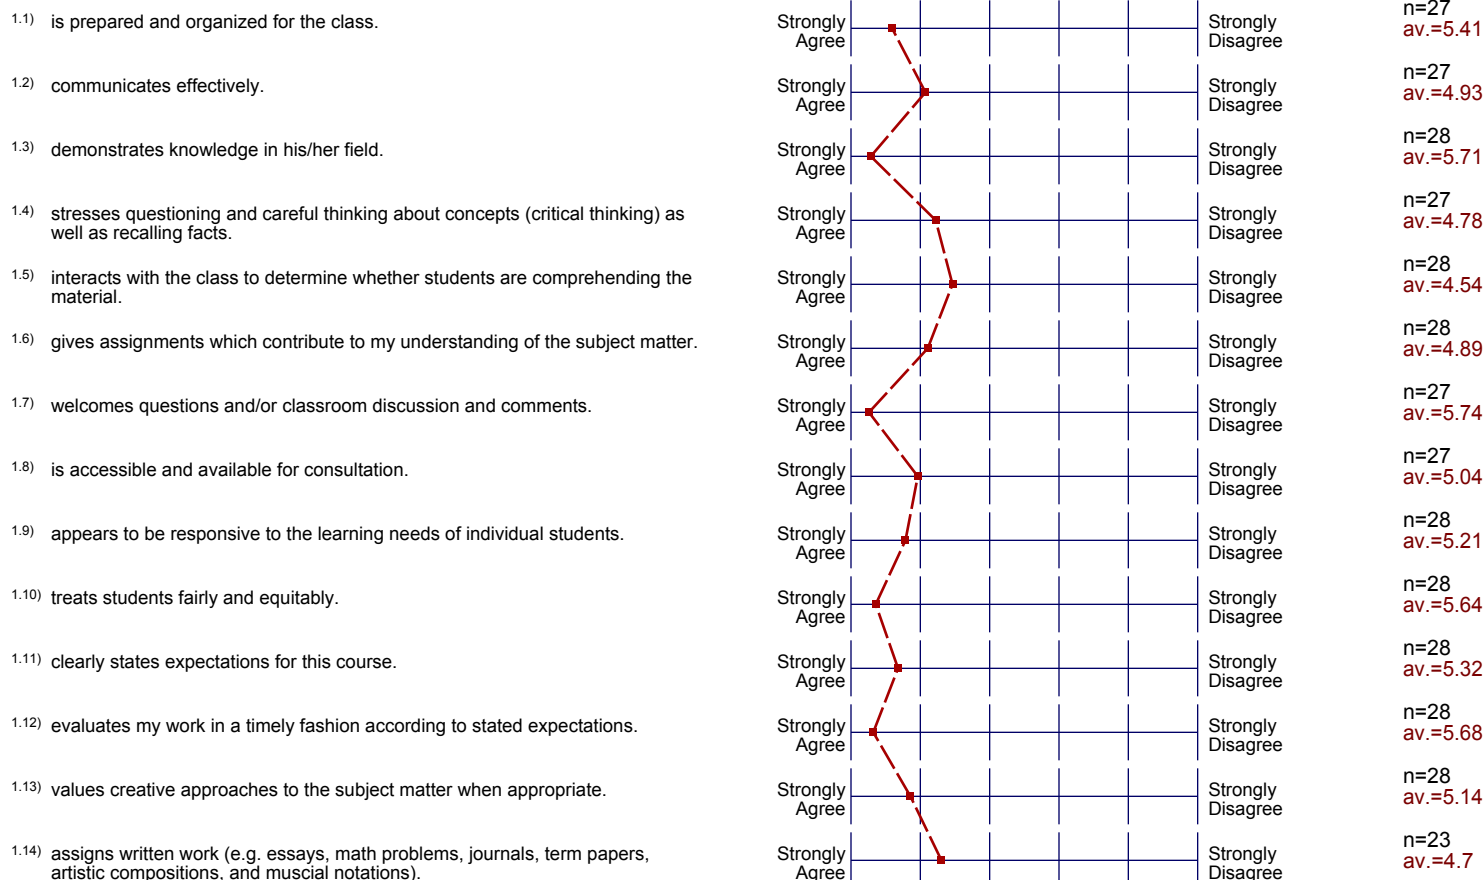 1.1) is prepared and organized for the class. Strongly Agree Strongly Disagree n=27 av.=5.41
1.2) communicates effectively. Strongly Agree Strongly Disagree n=27 av.=4.93
1.3) demonstrates knowledge in his/her field. Strongly Agree Strongly Disagree n=28 av.=5.71
1.4) stresses questioning and careful thinking about concepts (critical thinking) as
well as recalling facts. Strongly Agree Strongly Disagree n=27 av.=4.78
1.5) interacts with the class to determine whether students are comprehending the
material. Strongly Agree Strongly Disagree n=28 av.=4.54
1.6) gives assignments which contribute to my understanding of the subject matter. Strongly Agree Strongly Disagree n=28 av.=4.89
1.7) welcomes questions and/or classroom discussion and comments. Strongly Agree Strongly Disagree n=27 av.=5.74
1.8) is accessible and available for consultation. Strongly Agree Strongly Disagree n=27 av.=5.04
1.9) appears to be responsive to the learning needs of individual students. Strongly Agree Strongly Disagree n=28 av.=5.21
1.10) treats students fairly and equitably. Strongly Agree Strongly Disagree n=28 av.=5.64
1.11) clearly states expectations for this course. Strongly Agree Strongly Disagree n=28 av.=5.32
1.12) evaluates my work in a timely fashion according to stated expectations. Strongly Agree Strongly Disagree n=28 av.=5.68
1.13) values creative approaches to the subject matter when appropriate. Strongly Agree Strongly Disagree n=28 av.=5.14
1.14) assigns written work (e.g. essays, math problems, journals, term papers,
artistic compositions, and muscial notations). Strongly Agree Strongly Disagree n=23 av.=4.7